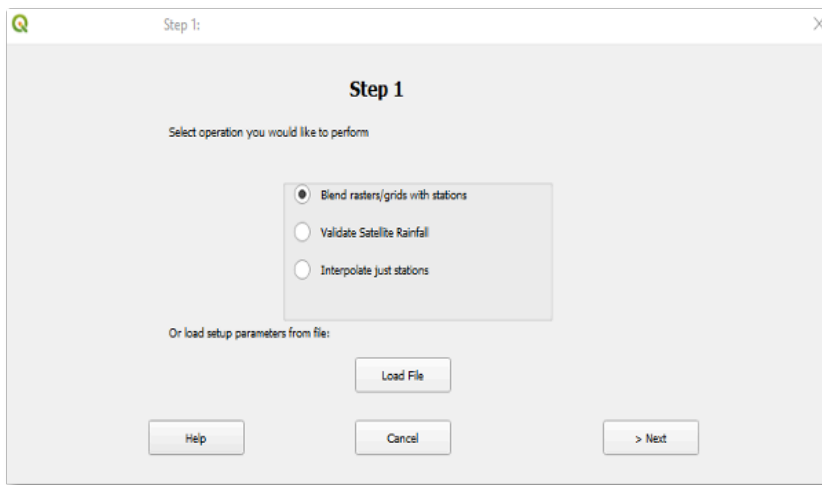 Step 1:
Step 1
Select operation you would like to perform
Blend rasters/grids with stations
Validate Satellite Rainfall
Interpolate just stations
Or load setup parameters from file:
Load File
Help
Cancel
> Next